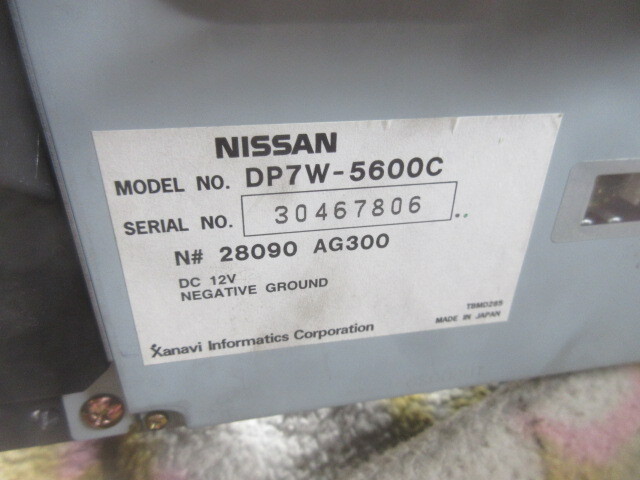 NISSAN
MODEL NO. DP7W-5600C
SERIAL NO. 30467806
N# 28090 AG300
DC 12V
NEGATIVE GROUND
TBM0289
MADE IN JAPAN
Xanavi Informatics Corporation